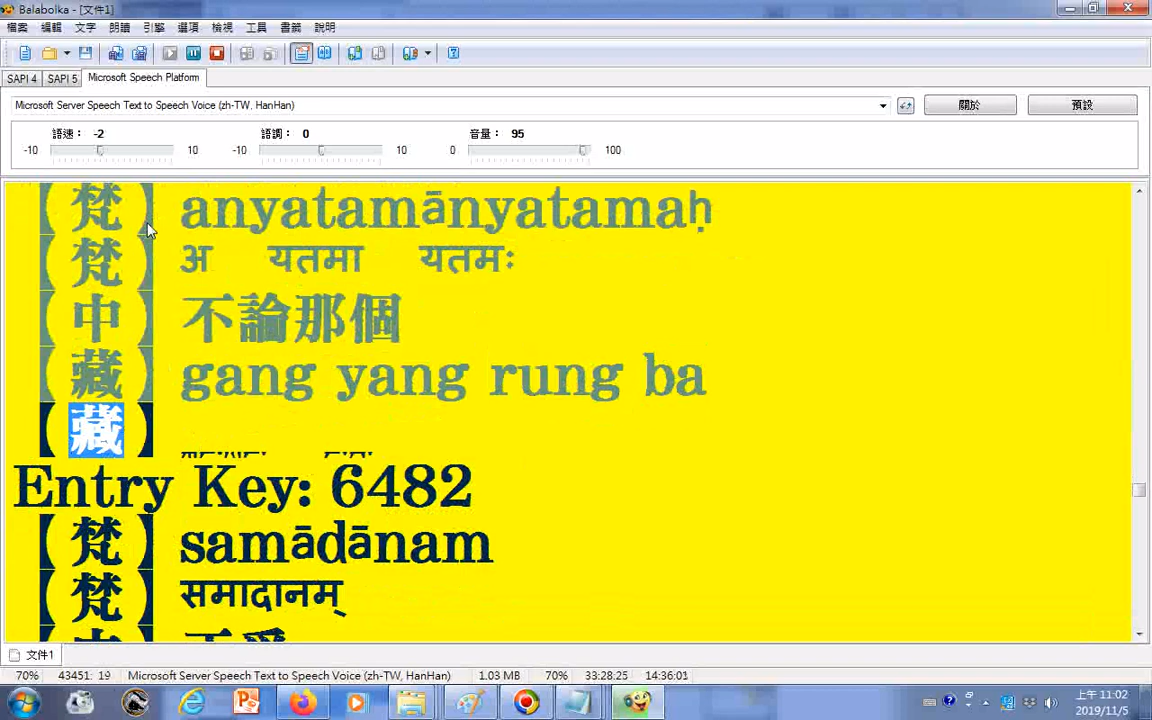 Balabolka - [文件1]
檔案 編輯 文字 朗讀 引擎 選項 檢視 工具 書籤 說明
SAPI 4 SAPI 5 Microsoft Speech Platform
Microsoft Server Speech Text to Speech Voice (zh-TW, HanHan) 關於 預設
語速： -2 語調： 0 音量： 95
-10 10 -10 10 0 100
【梵】 anyatamānyatamaḥ
【梵】 अ यतमा यतमः
【中】 不論那個
【藏】 gang yang rung ba
【藏】
Entry Key: 6482
【梵】 samādānam
【梵】 समादानम्
文件1
70% 43451: 19 Microsoft Server Speech Text to Speech Voice (zh-TW, HanHan) 1.03 MB 70% 33:28:25 14:36:01
上午 11:02
2019/11/5